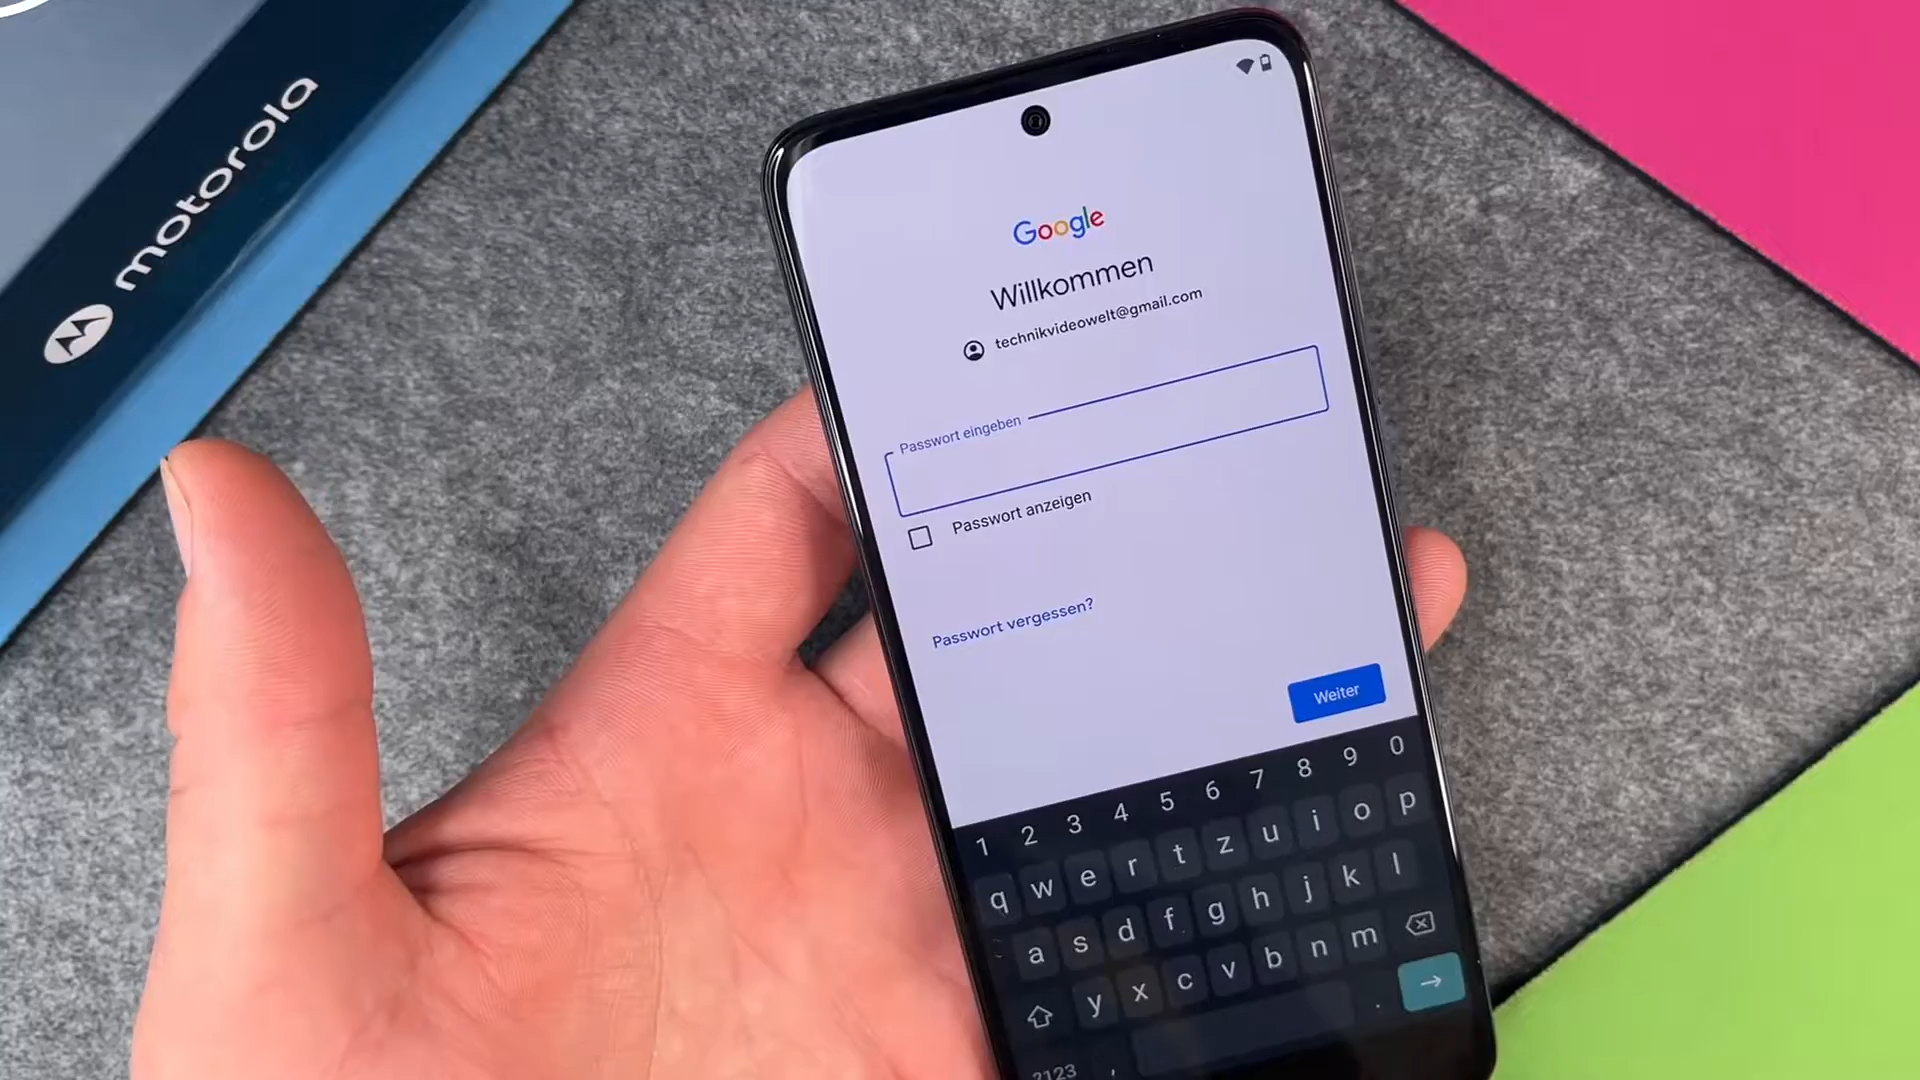 motorola
Google
Willkommen
technikvideowelt@gmail.com
Passwort eingeben
Passwort anzeigen
Passwort vergessen?
Weiter
1 2 3 4 5 6 7 8 9 0
q w e r t z u i o p
a s d f g h j k l
y x c v b n m
?123 , .